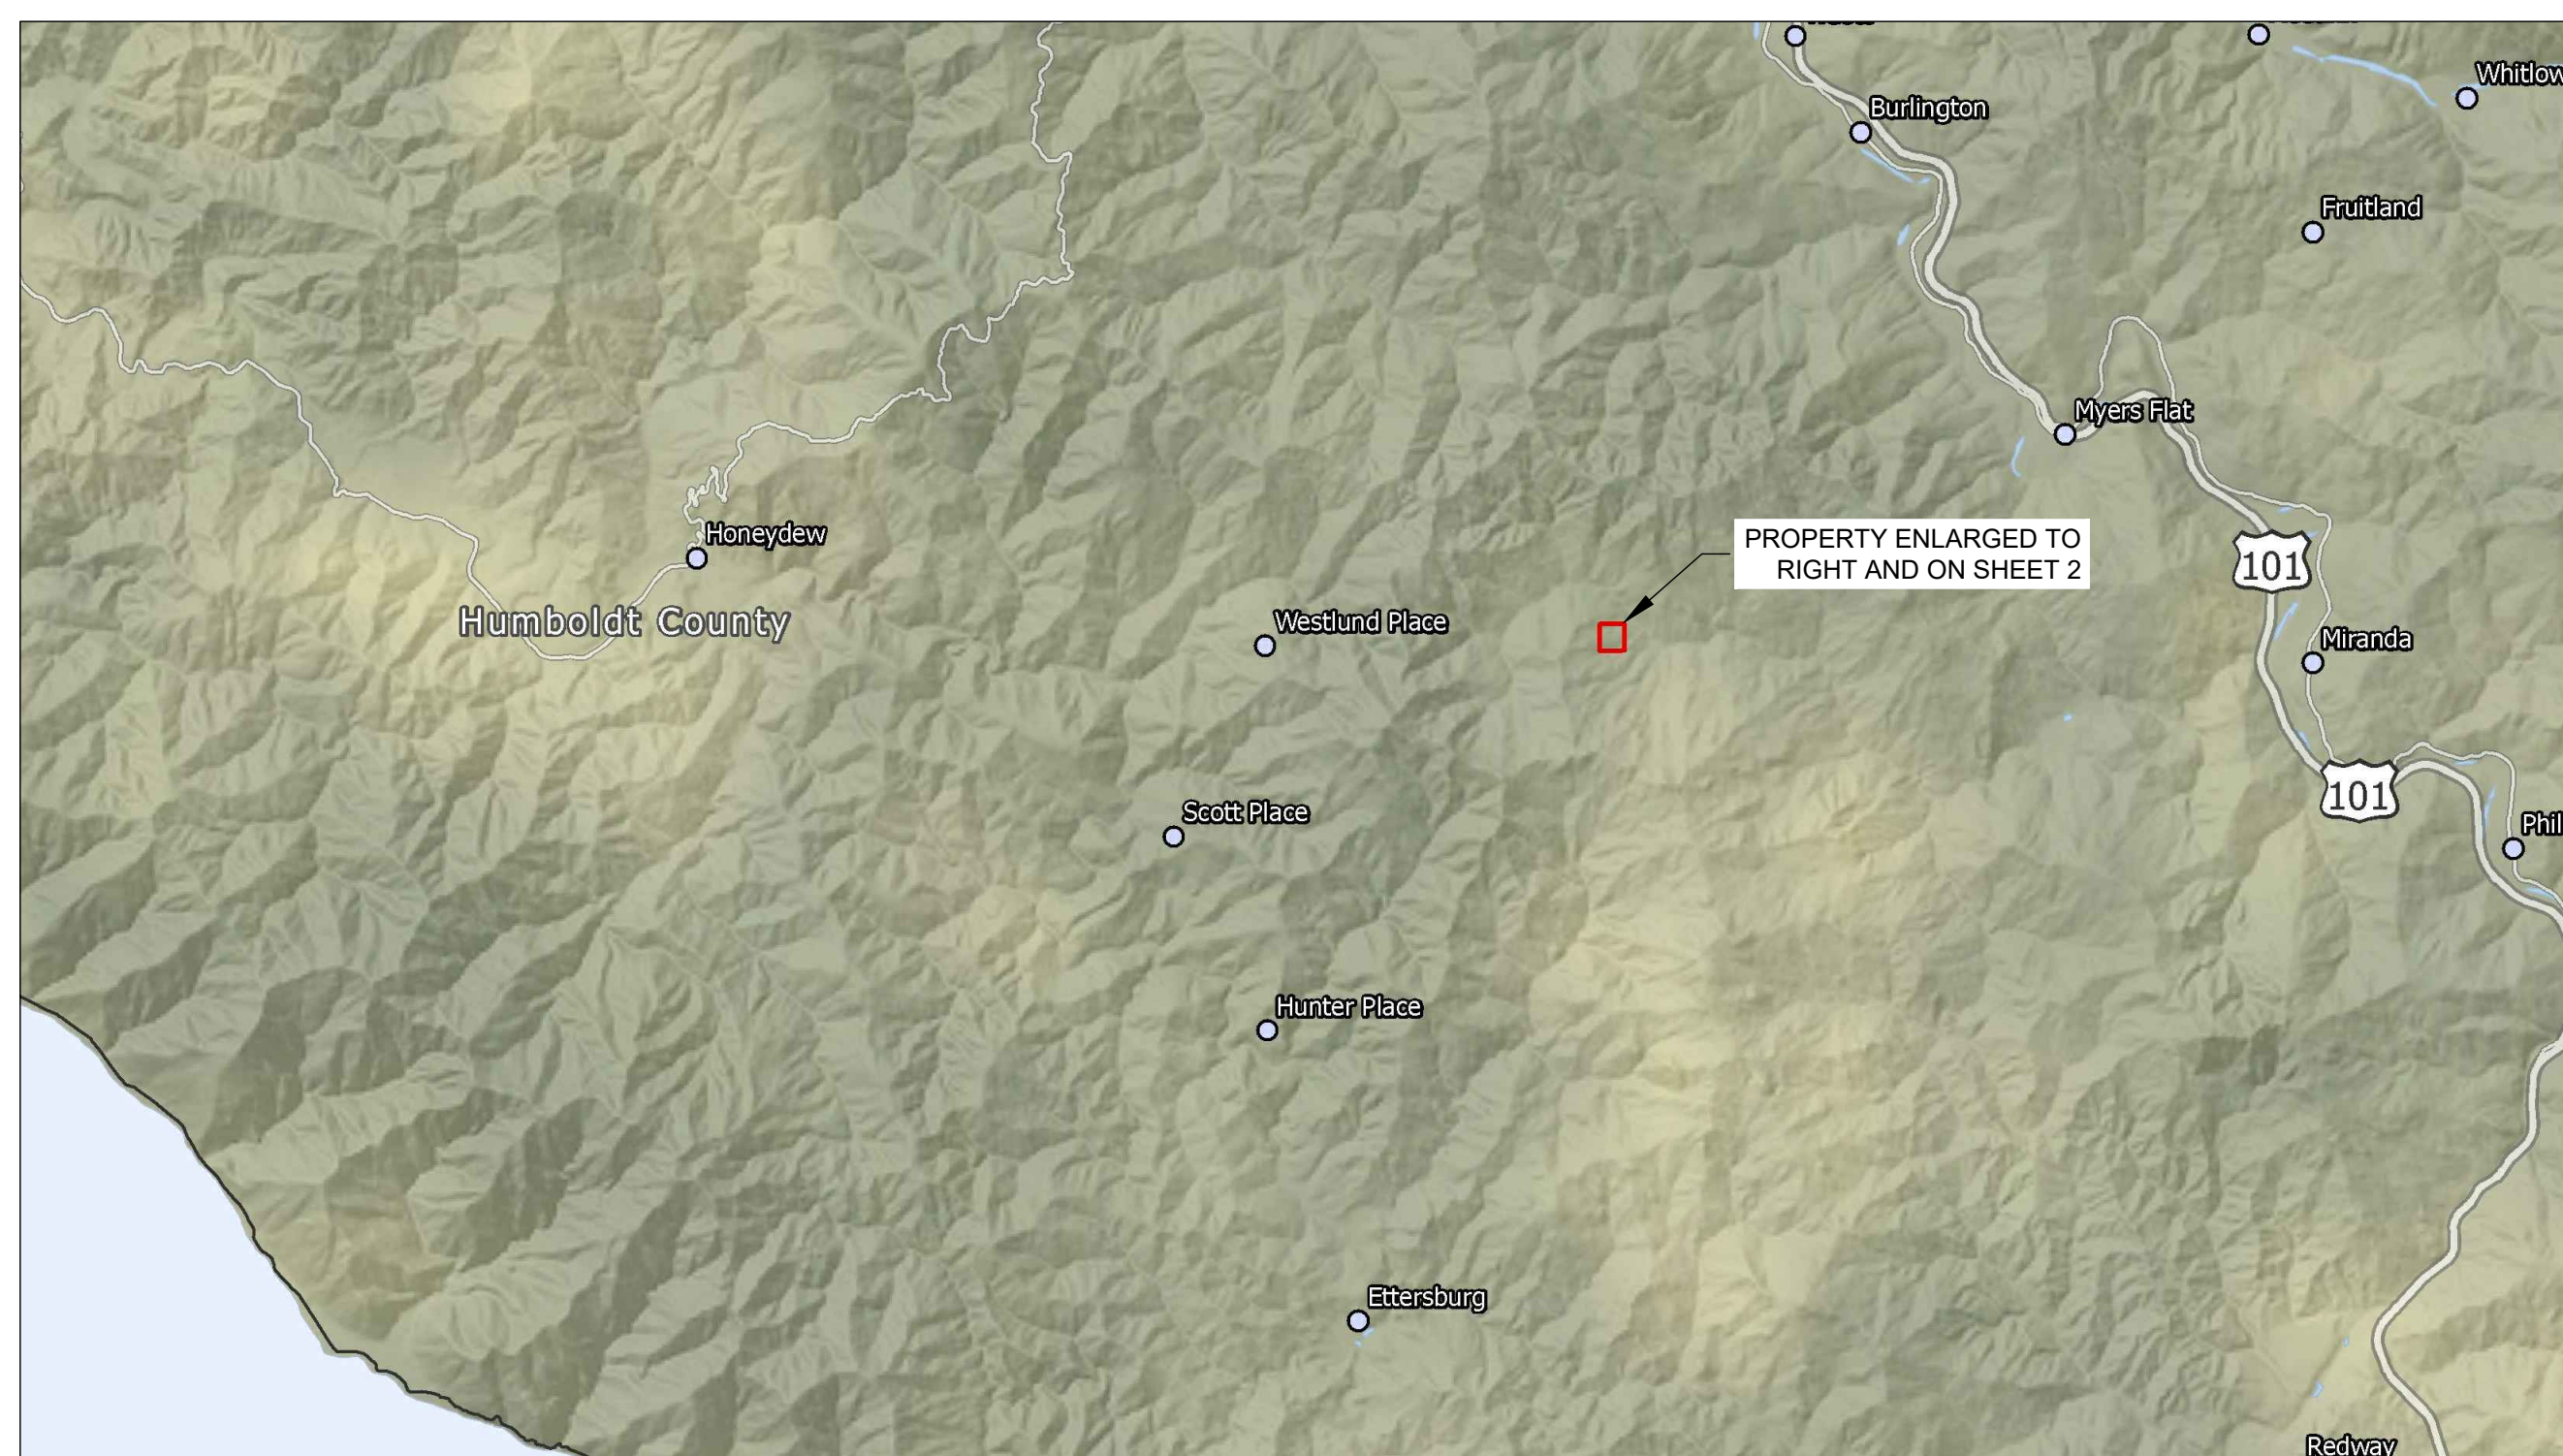 Whitlow
Burlington
Fruitland
Myers Flat
Honeydew
PROPERTY ENLARGED TO
RIGHT AND ON SHEET 2
101
Humboldt County
Westlund Place
Miranda
101
Scott Place
Phil
Hunter Place
Ettersburg
Redway